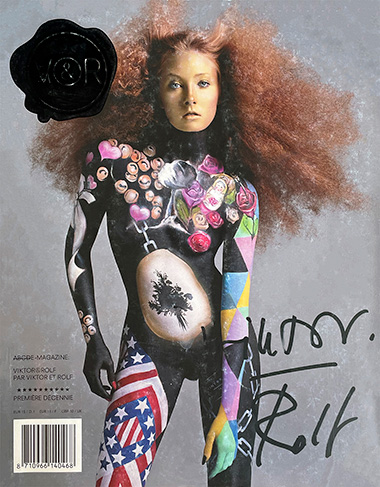 V&R
ABCDE-MAGAZINE:
VIKTOR&ROLF
PAR VIKTOR ET ROLF
★★★★★★★★★★
PREMIÈRE DECENNIE
8 710966 140468
Viktor.
Rolf